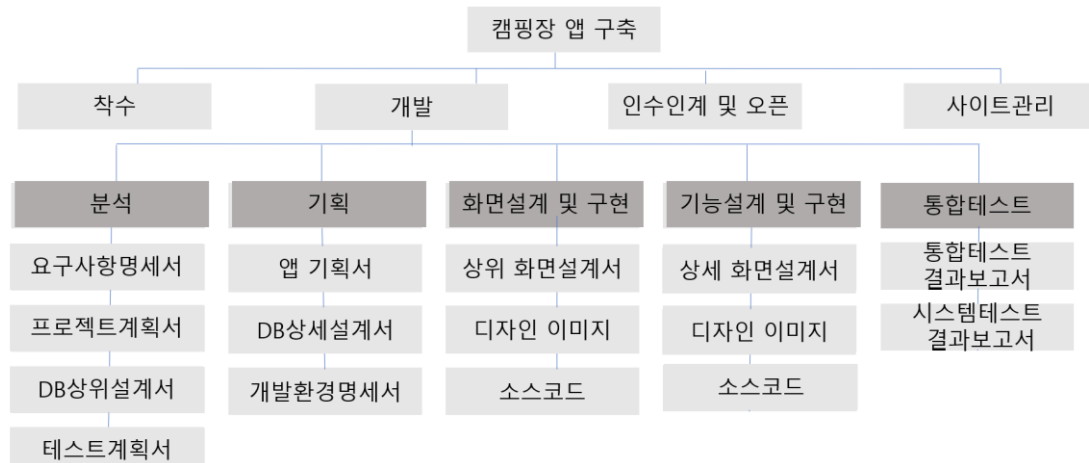 캠핑장 앱 구축
착수
개발
인수인계 및 오픈
사이트관리
분석
기획
화면설계 및 구현
기능설계 및 구현
통합테스트
요구사항명세서
앱 기획서
상위 화면설계서
상세 화면설계서
통합테스트
결과보고서
프로젝트계획서
DB상세설계서
디자인 이미지
디자인 이미지
시스템테스트
결과보고서
DB상위설계서
개발환경명세서
소스코드
소스코드
테스트계획서